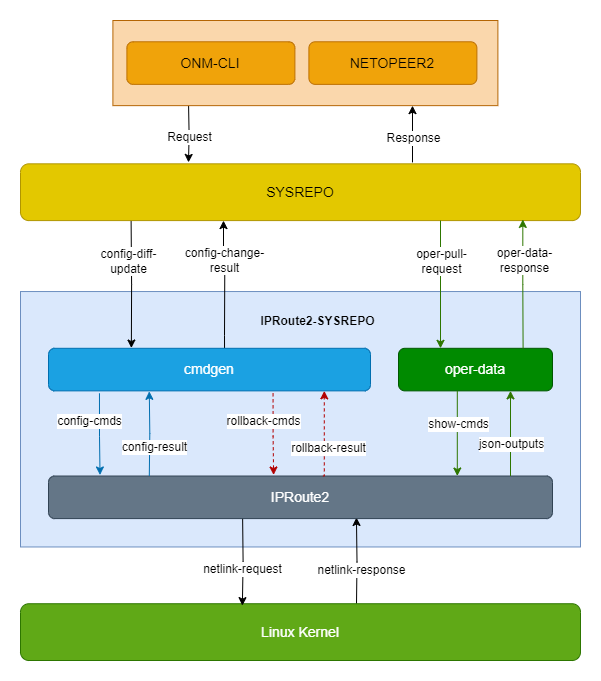 ONM-CLI
NETOPEER2
Request
Response
SYSREPO
config-diff-
update
config-change-
result
oper-pull-
request
oper-data-
response
IPRoute2-SYSREPO
cmdgen
oper-data
config-cmds
config-result
rollback-cmds
rollback-result
show-cmds
json-outputs
IPRoute2
netlink-request
netlink-response
Linux Kernel